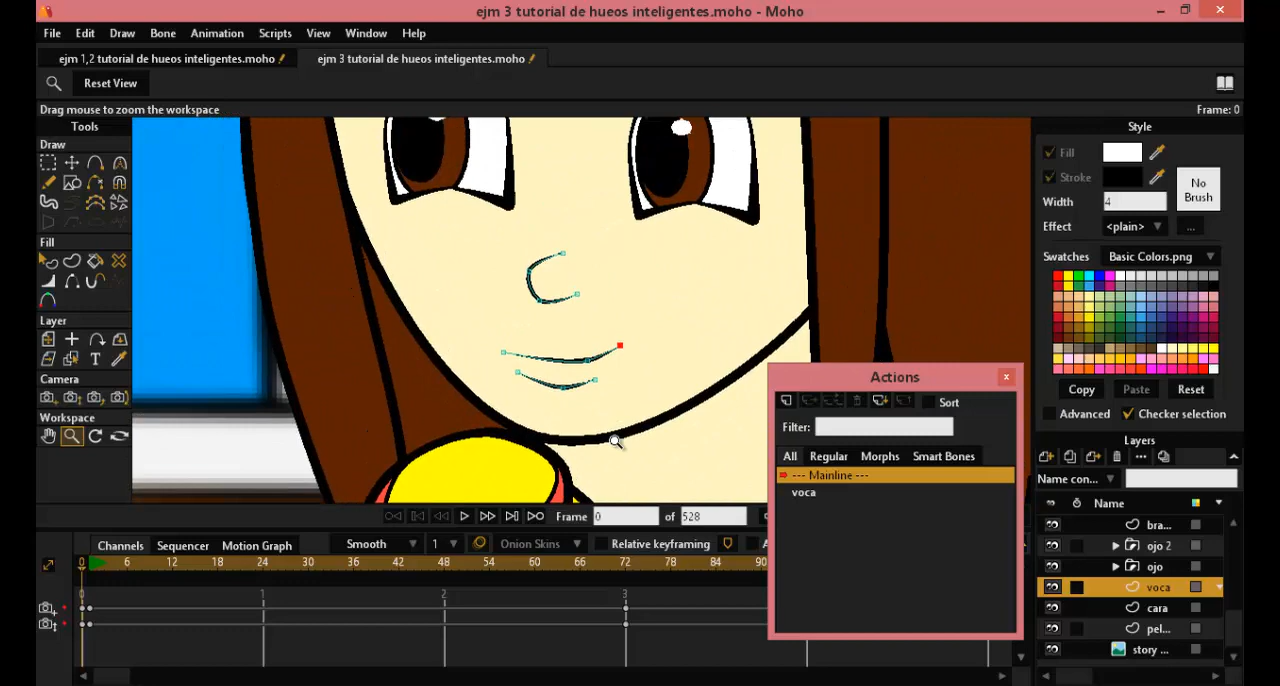 ejm 3 tutorial de hueos inteligentes.moho - Moho
File Edit Draw Bone Animation Scripts View Window Help
ejm 1,2 tutorial de hueos inteligentes.moho ejm 3 tutorial de hueos inteligentes.moho
Reset View
Drag mouse to zoom the workspace Frame: 0
Tools
Draw
Fill
Layer
T
Camera
Workspace
Style
Fill
Stroke
No
Brush
Width 4
Effect <plain> ...
Swatches Basic Colors.png
Copy Paste Reset
Advanced Checker selection
Actions x
Sort
Filter:
All Regular Morphs Smart Bones
--- Mainline ---
voca
Layers
Name con...
Name
bra...
ojo 2
ojo
voca
cara
pel...
story ...
Frame 0 of 528
Channels Sequencer Motion Graph Smooth 1 Onion Skins Relative keyframing
0 6 12 18 24 30 36 42 48 54 60 66 72 78 84 90
0 1 2 3